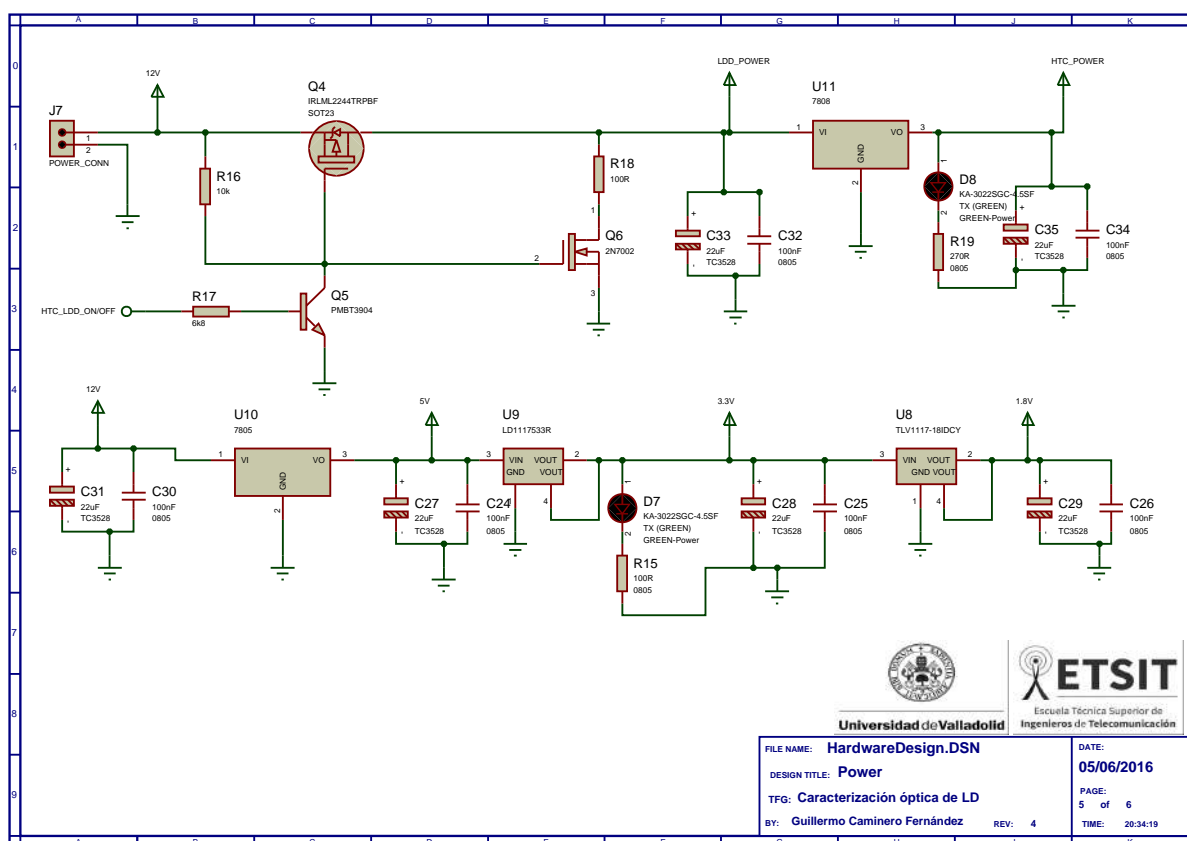 A B C D E F G H J K
0
1
2
3
4
5
6
7
8
9
J7
1
2
POWER_CONN
12V
R16
10k
Q4
IRLML2244TRPBF
SOT23
R18
100R
1
2
3
Q6
2N7002
HTC_LDD_ON/OFF
R17
6k8
Q5
PMBT3904
LDD_POWER
+
-
C33
22uF
TC3528
C32
100nF
0805
U11
7808
1
VI
VO
3
GND
2
HTC_POWER
1
2
D8
KA-3022SGC-4.5SF
TX (GREEN)
GREEN-Power
R19
270R
0805
+
-
C35
22uF
TC3528
C34
100nF
0805
12V
+
-
C31
22uF
TC3528
C30
100nF
0805
U10
7805
1
VI
VO
3
GND
2
5V
+
-
C27
22uF
TC3528
C24
100nF
0805
U9
LD1117533R
3
VIN VOUT
GND VOUT
2
1
4
1
2
D7
KA-3022SGC-4.5SF
TX (GREEN)
GREEN-Power
R15
100R
0805
3.3V
+
-
C28
22uF
TC3528
C25
100nF
0805
U8
TLV1117-18IDCY
3
VIN VOUT
GND VOUT
2
1
4
1.8V
+
-
C29
22uF
TC3528
C26
100nF
0805
Universidad de Valladolid
ETSIT
Escuela Técnica Superior de
Ingenieros de Telecomunicación
FILE NAME: HardwareDesign.DSN
DESIGN TITLE: Power
TFG: Caracterización óptica de LD
BY: Guillermo Caminero Fernández REV: 4
DATE:
05/06/2016
PAGE:
5 of 6
TIME: 20:34:19